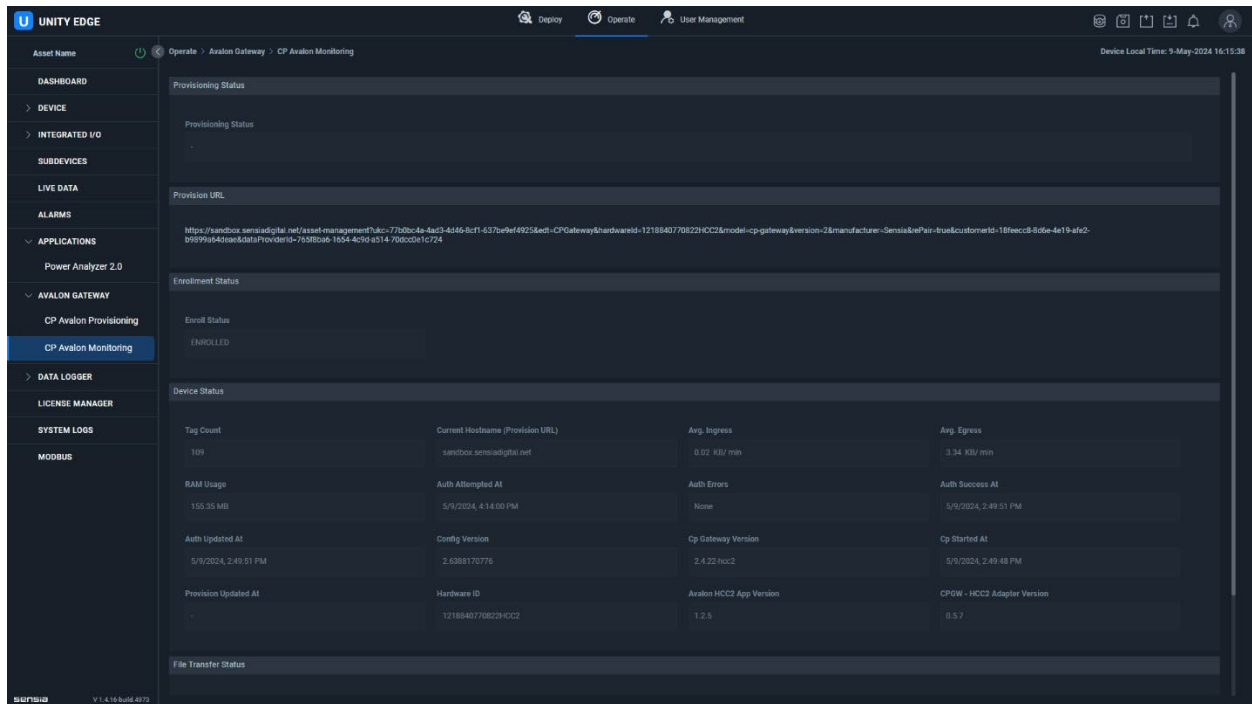 U UNITY EDGE
Deploy
Operate
User Management
Asset Name
Operate > Avalon Gateway > CP Avalon Monitoring
Device Local Time: 9-May-2024 16:15:38
DASHBOARD
DEVICE
INTEGRATED I/O
SUBDEVICES
LIVE DATA
ALARMS
APPLICATIONS
Power Analyzer 2.0
AVALON GATEWAY
CP Avalon Provisioning
CP Avalon Monitoring
DATA LOGGER
LICENSE MANAGER
SYSTEM LOGS
MODBUS
sensia
V 1.4.16 build.4873
Provisioning Status
Provisioning Status
-
Provision URL
https://sandbox.sensiadigital.net/asset-management?ukc=77b0bc4a-4ad3-4d46-8cf1-637be9ef4925&edt=CPGateway&hardwareId=1218840770822HCC2&model=cp-gateway&version=2&manufacturer=Sensia&rePair=true&customerId=18feecc8-8d6e-4e19-afe2-
b9899a64deae&dataProviderId=765f8ba6-1654-4c9d-a514-70dcc0e1c724
Enrollment Status
Enroll Status
ENROLLED
Device Status
Tag Count
Current Hostname (Provision URL)
Avg. Ingress
Avg. Egress
109
sandbox.sensiadigital.net
0.02 KB/ min
3.34 KB/ min
RAM Usage
Auth Attempted At
Auth Errors
Auth Success At
155.35 MB
5/9/2024, 4:14:00 PM
None
5/9/2024, 2:49:51 PM
Auth Updated At
Config Version
Cp Gateway Version
Cp Started At
5/9/2024, 2:49:51 PM
2.6388170776
2.4.22-hcc2
5/9/2024, 2:49:48 PM
Provision Updated At
Hardware ID
Avalon HCC2 App Version
CPGW - HCC2 Adapter Version
-
1218840770822HCC2
1.2.5
0.5.7
File Transfer Status